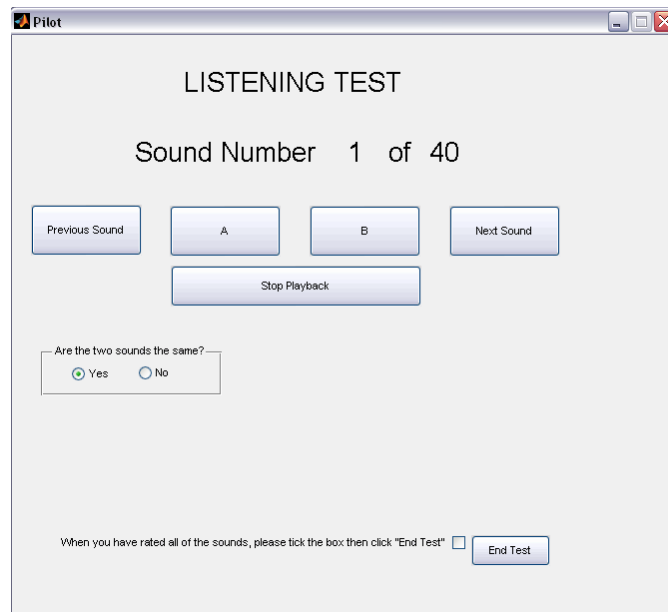 Pilot
LISTENING TEST
Sound Number 1 of 40
Previous Sound A B Next Sound
Stop Playback
Are the two sounds the same?
Yes No
When you have rated all of the sounds, please tick the box then click "End Test" End Test